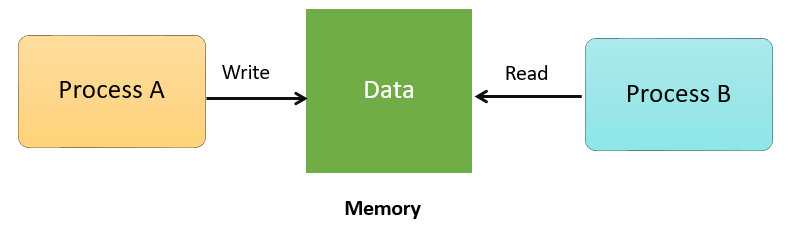 Process A
Write
Data
Read
Process B
Memory